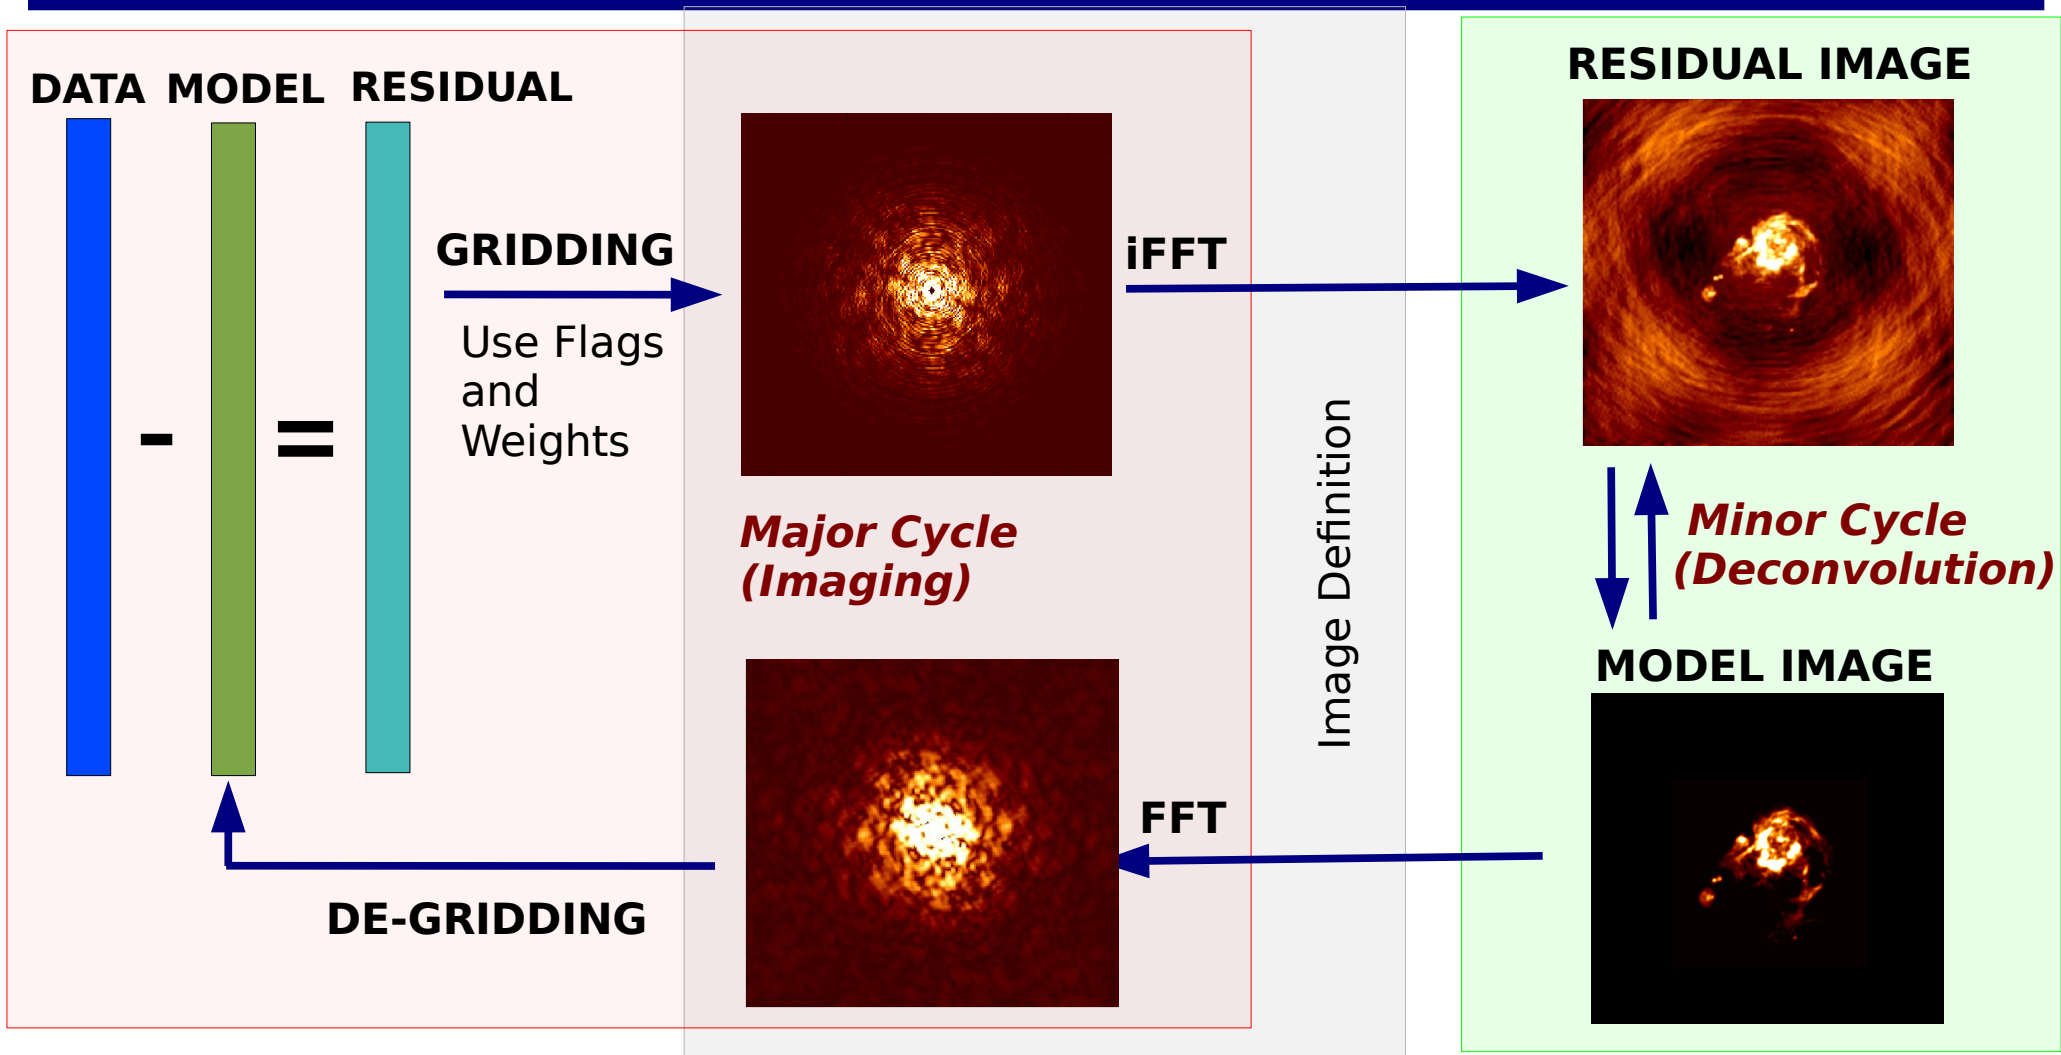 DATA MODEL RESIDUAL
-
=
GRIDDING
Use Flags
and
Weights
iFFT
RESIDUAL IMAGE
Major Cycle
(Imaging)
Image Definition
Minor Cycle
(Deconvolution)
MODEL IMAGE
FFT
DE-GRIDDING